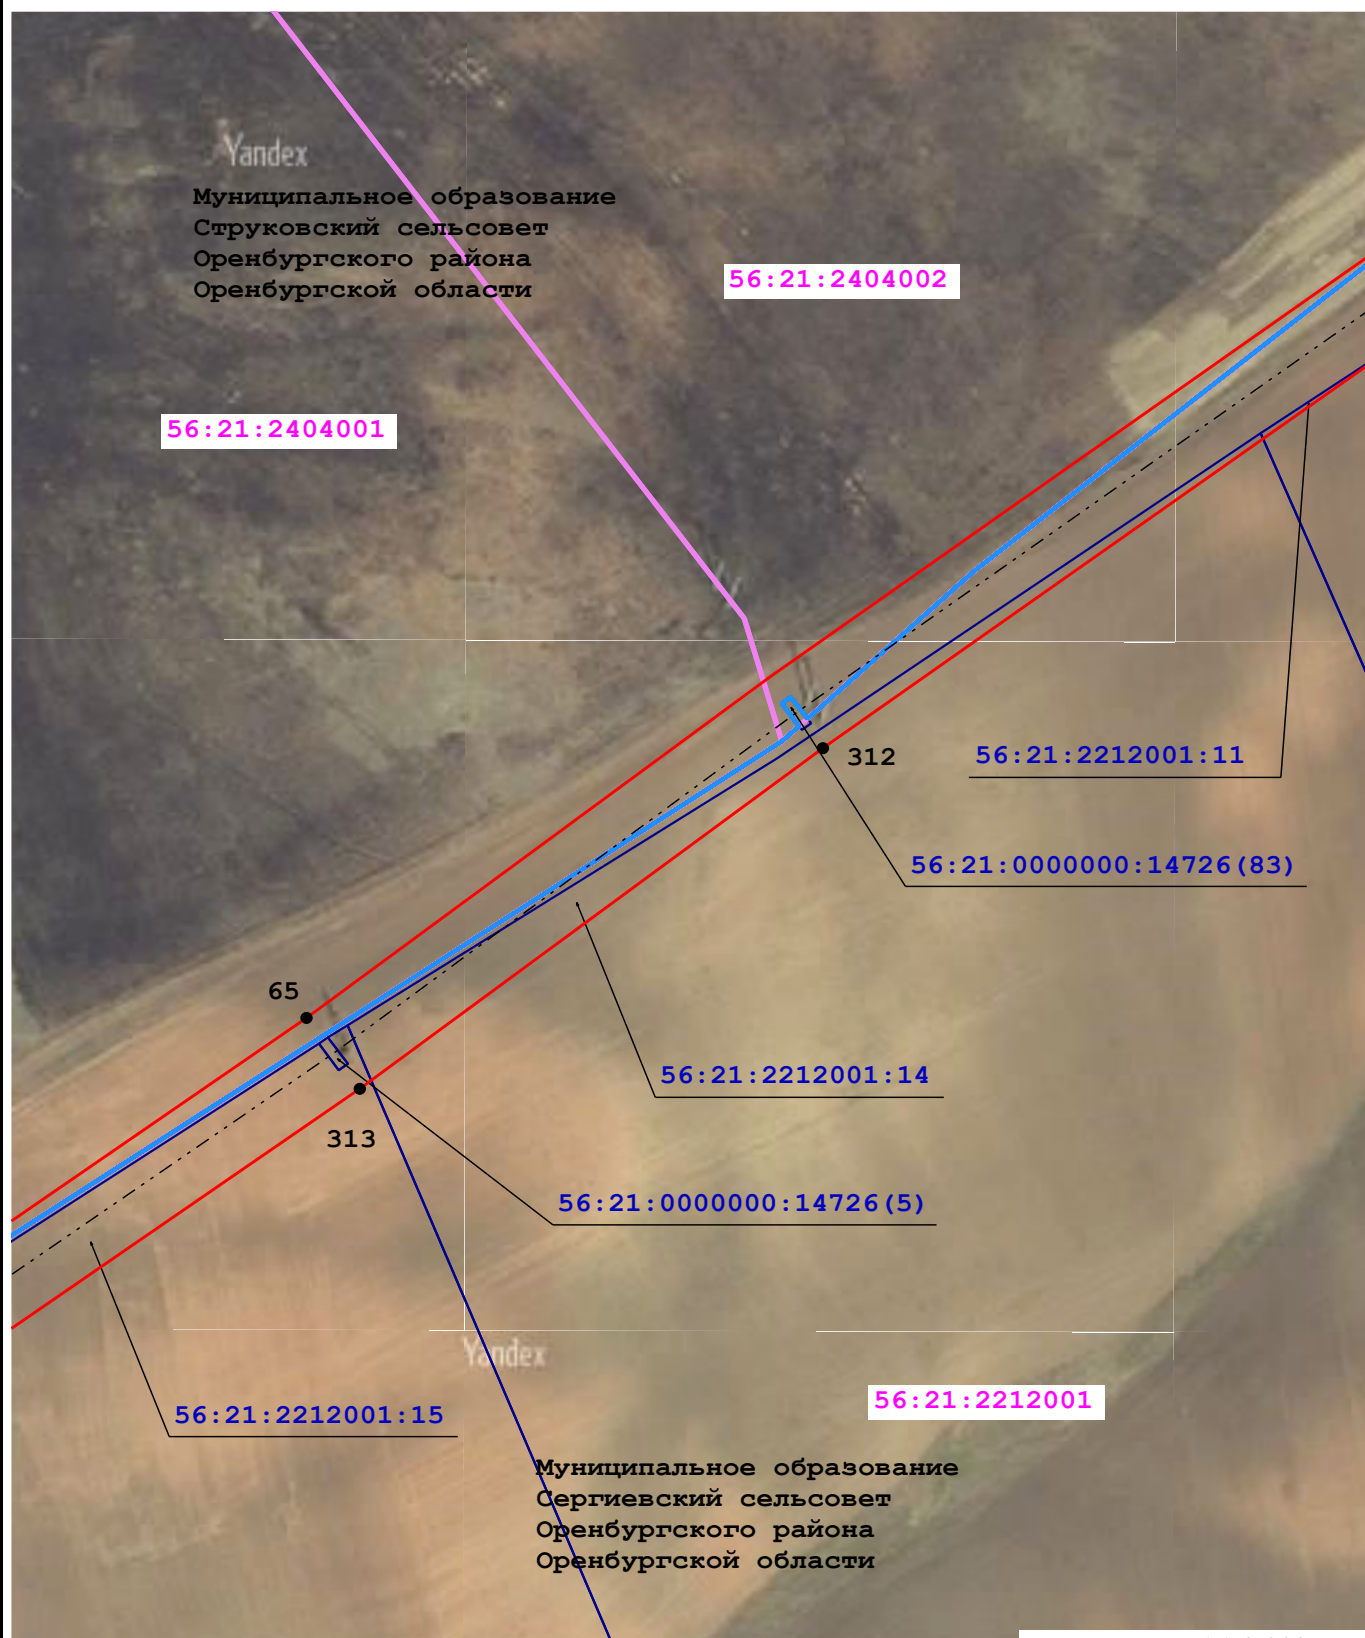 Yandex
Муниципальное образование
Струковский сельсовет
Оренбургского района
Оренбургской области
56:21:2404002
56:21:2404001
312
56:21:2212001:11
56:21:0000000:14726(83)
65
56:21:2212001:14
313
56:21:0000000:14726(5)
Yandex
56:21:2212001
56:21:2212001:15
Муниципальное образование
Сергиевский сельсовет
Оренбургского района
Оренбургской области